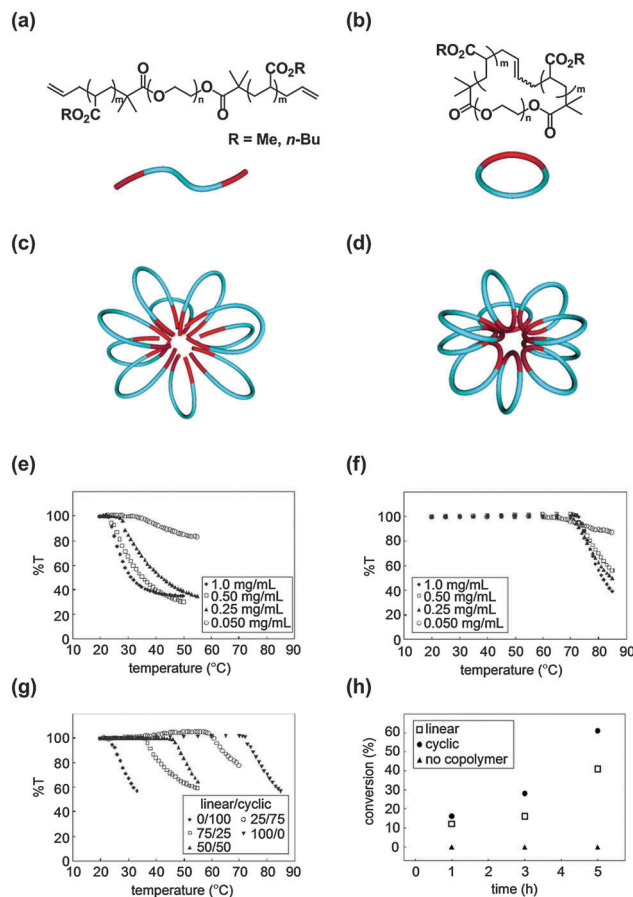 (a)
(b)
O
CO2R
O
RO2C
m
O
n
O
m
R = Me, n-Bu
CO2R
CO2R
m
m
O
O
n
O
O
(c)
(d)
(e)
(f)
%T
100
80
60
40
20
0
1.0 mg/mL
0.50 mg/mL
0.25 mg/mL
0.050 mg/mL
10 20 30 40 50 60 70 80 90
temperature (°C)
%T
100
80
60
40
20
0
1.0 mg/mL
0.50 mg/mL
0.25 mg/mL
0.050 mg/mL
10 20 30 40 50 60 70 80 90
temperature (°C)
(g)
(h)
%T
100
80
60
40
20
0
linear/cyclic
0/100 25/75
75/25 100/0
50/50
10 20 30 40 50 60 70 80 90
temperature (°C)
conversion (%)
60
50
40
30
20
10
0
linear
cyclic
no copolymer
0 1 2 3 4 5
time (h)